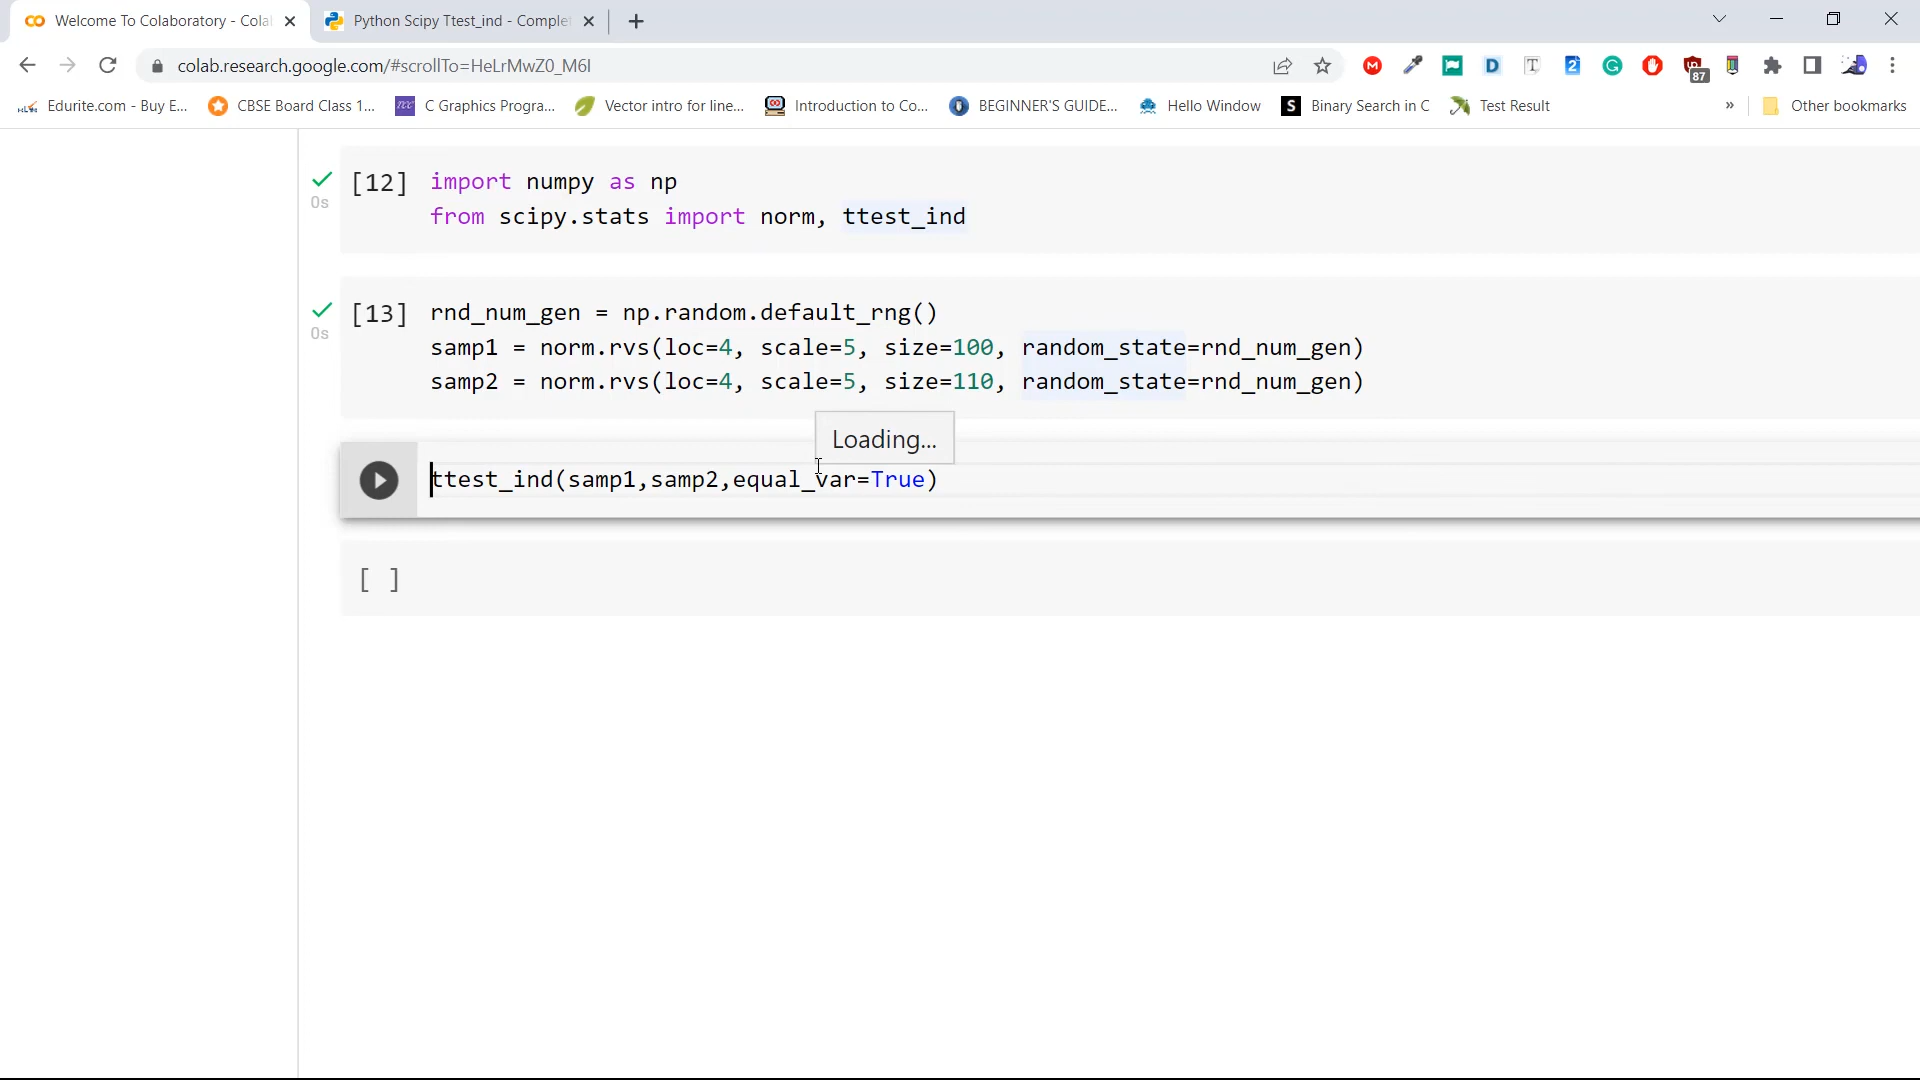 Welcome To Colaboratory - Cola
Python Scipy Ttest_ind - Complet
colab.research.google.com/#scrollTo=HeLrMwZ0_M6I
87
Edurite.com - Buy E...
CBSE Board Class 1...
C Graphics Progra...
Vector intro for line...
Introduction to Co...
BEGINNER'S GUIDE...
Hello Window
Binary Search in C
Test Result
»
Other bookmarks
[12] import numpy as np
0s
from scipy.stats import norm, ttest_ind
[13] rnd_num_gen = np.random.default_rng()
0s
samp1 = norm.rvs(loc=4, scale=5, size=100, random_state=rnd_num_gen)
samp2 = norm.rvs(loc=4, scale=5, size=110, random_state=rnd_num_gen)
Loading...
ttest_ind(samp1,samp2,equal_var=True)
[ ]